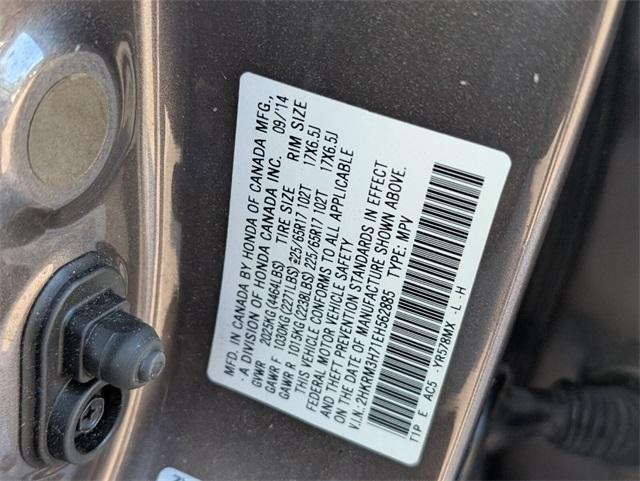 MFD. IN CANADA BY HONDA OF CANADA MFG.,
- A DIVISION OF HONDA CANADA INC. 09/'14
GVWR 2025KG(4464LBS) TIRE SIZE RIM SIZE
GAWR F 1030KG(2271LBS) 225/65R17 102T 17X6.5J
GAWR R 1015KG(2238LBS) 225/65R17 102T 17X6.5J
THIS VEHICLE CONFORMS TO ALL APPLICABLE
FEDERAL MOTOR VEHICLE SAFETY
AND THEFT PREVENTION STANDARDS IN EFFECT
ON THE DATE OF MANUFACTURE SHOWN ABOVE.
V.I.N.:2HKRM3H71EH562885 TYPE: MPV
T1P E AC5 -YR578MX -L-H